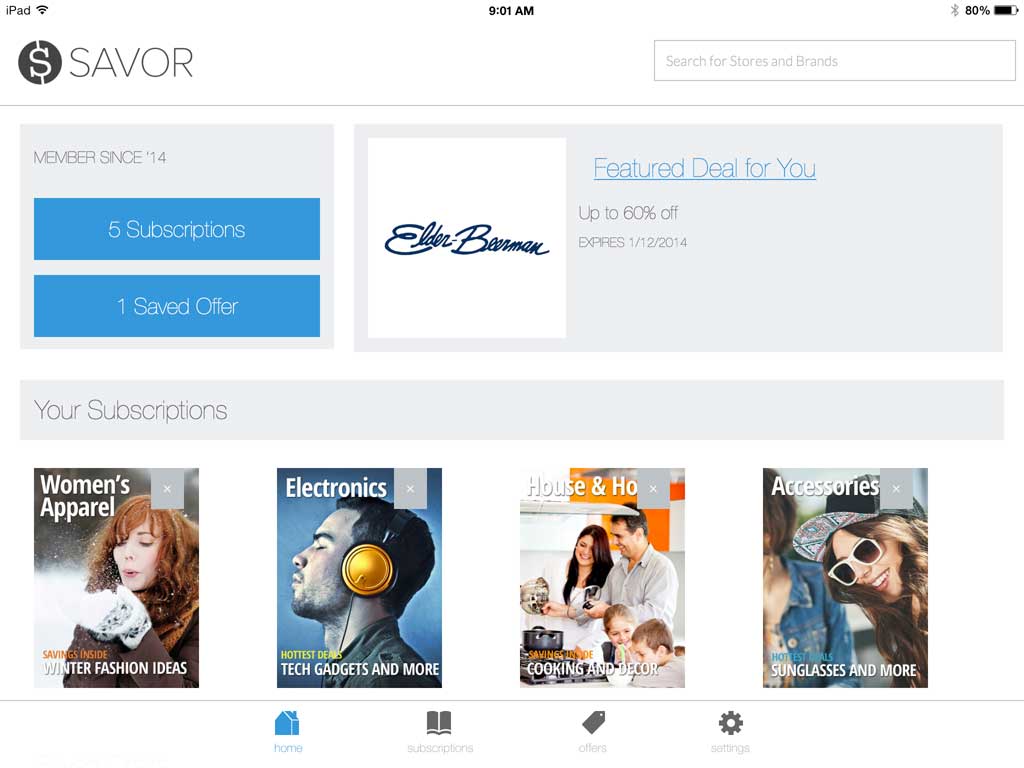 iPad 9:01 AM 80%
$ SAVOR
Search for Stores and Brands
MEMBER SINCE '14
5 Subscriptions
1 Saved Offer
Elder-Beerman
Featured Deal for You
Up to 60% off
EXPIRES 1/12/2014
Your Subscriptions
Women's
Apparel
×
SAVINGS INSIDE
WINTER FASHION IDEAS
Electronics
×
HOTTEST DEALS
TECH GADGETS AND MORE
House & Ho
×
SAVINGS INSIDE
COOKING AND DECOR
Accessories
×
HOTTEST DEALS
SUNGLASSES AND MORE
home
subscriptions
offers
settings